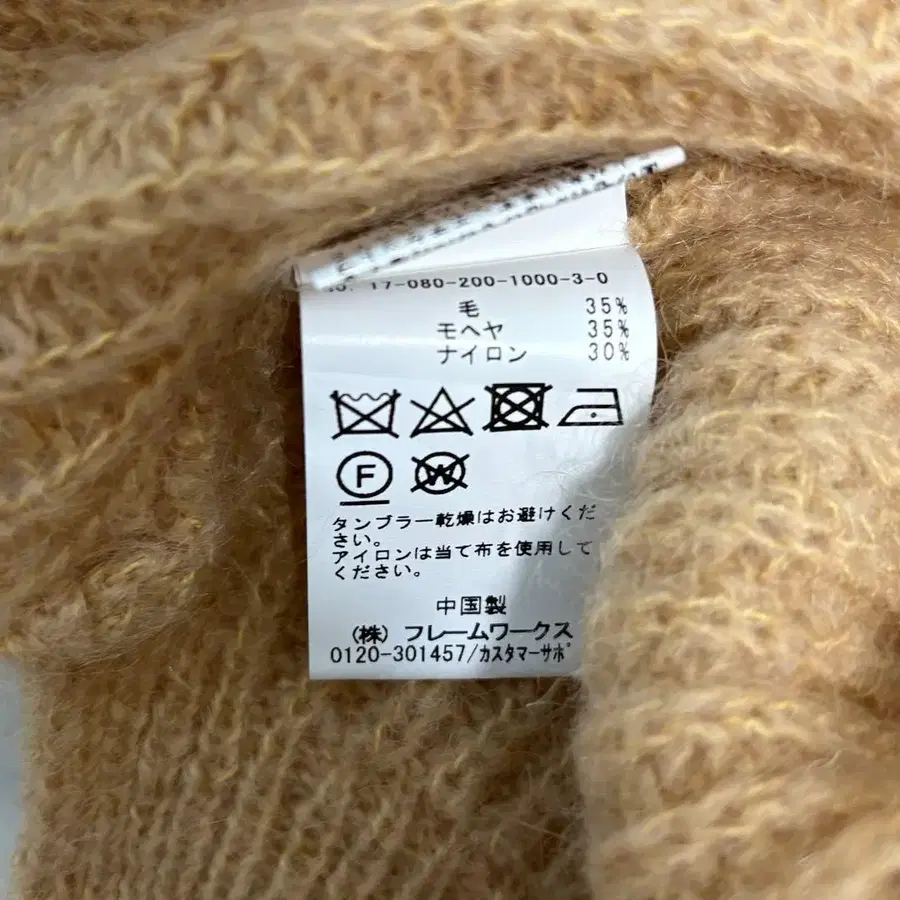 17-080-200-1000-3-0
毛 35%
モヘヤ 35%
ナイロン 30%
F W
タンブラー乾燥はお避けくだ
さい。
アイロンは当て布を使用して
ください。
中国製
(株) フレームワークス
0120-301457/カスタマーサポ